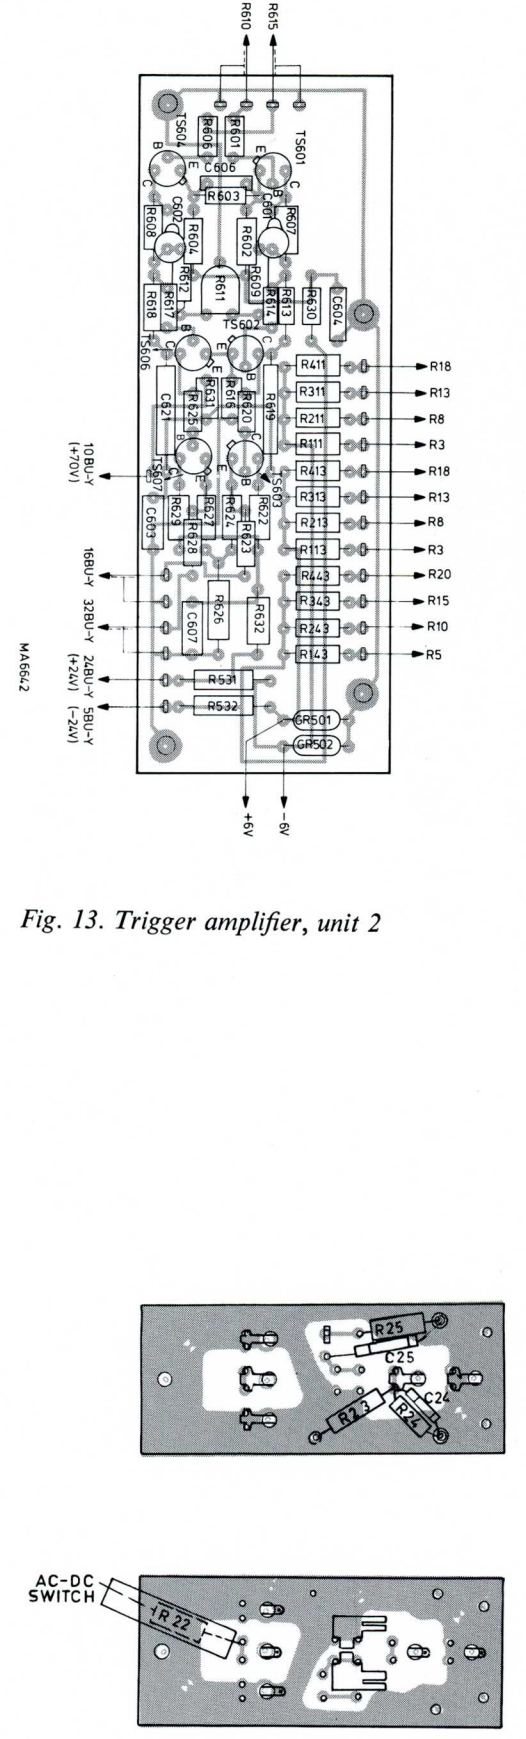 R610
R615
TS604
R606
R601
TS601
B
E
C606
E
C
B
C
R603
R608
C602
R604
R602
C601
R607
R612
R611
R609
R618
R617
R614
R613
R630
C604
TS602
B
C
TS606
E
E
B
R411
R18
R631
R616
R311
R13
C621
R625
R620
R619
R211
R8
B
C
R111
R3
10BU-Y
(+70V)
TS607
C
E
E
B
TS603
R413
R18
R313
R13
C603
R629
R627
R624
R622
R213
R8
R628
R623
R113
R3
16BU-Y
R443
R20
32BU-Y
R626
R343
R15
C607
R632
R243
R10
24BU-Y
(+24V)
R143
R5
R531
5BU-Y
(-24V)
R532
GR501
GR502
MA6642
+6V
-6V
Fig. 13. Trigger amplifier, unit 2
R25
C25
C24
R23
R24
AC-DC
SWITCH
R22